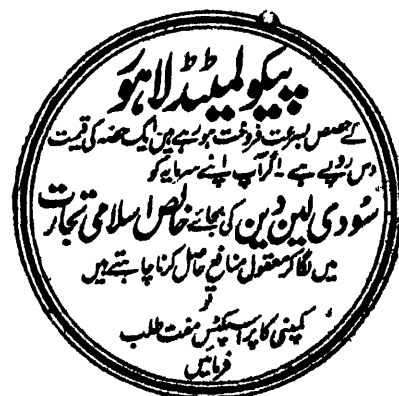 پیکو لمیٹڈ لاہور
کے حصص بسرعت فروخت ہو رہے ہیں ایک حصہ کی قیمت
دس روپے ہے ۔ اگر آپ اپنے سرمایہ کو
سودی لین دین کی بجائے خالص اسلامی تجارت
میں لگا کر معقول منافع حاصل کرنا چاہتے ہیں
تو
کمپنی کا پراسپکٹس مفت طلب
فرمائیں